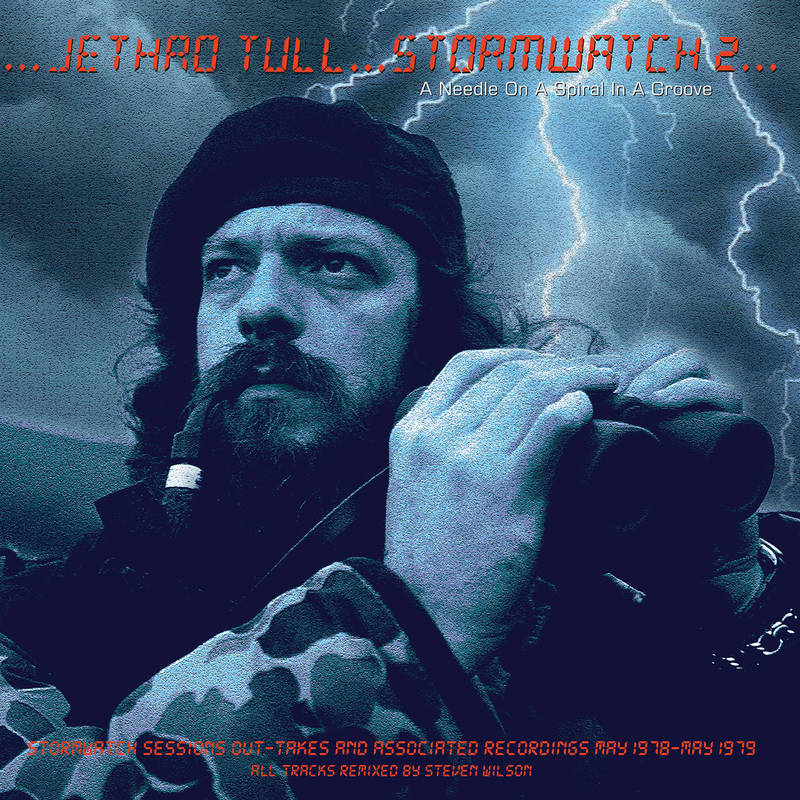 ...JETHRO TULL...STORMWATCH 2...
A Needle On A Spiral In A Groove
STORMWATCH SESSIONS OUT-TAKES AND ASSOCIATED RECORDINGS MAY 1978-MAY 1979
ALL TRACKS REMIXED BY STEVEN WILSON